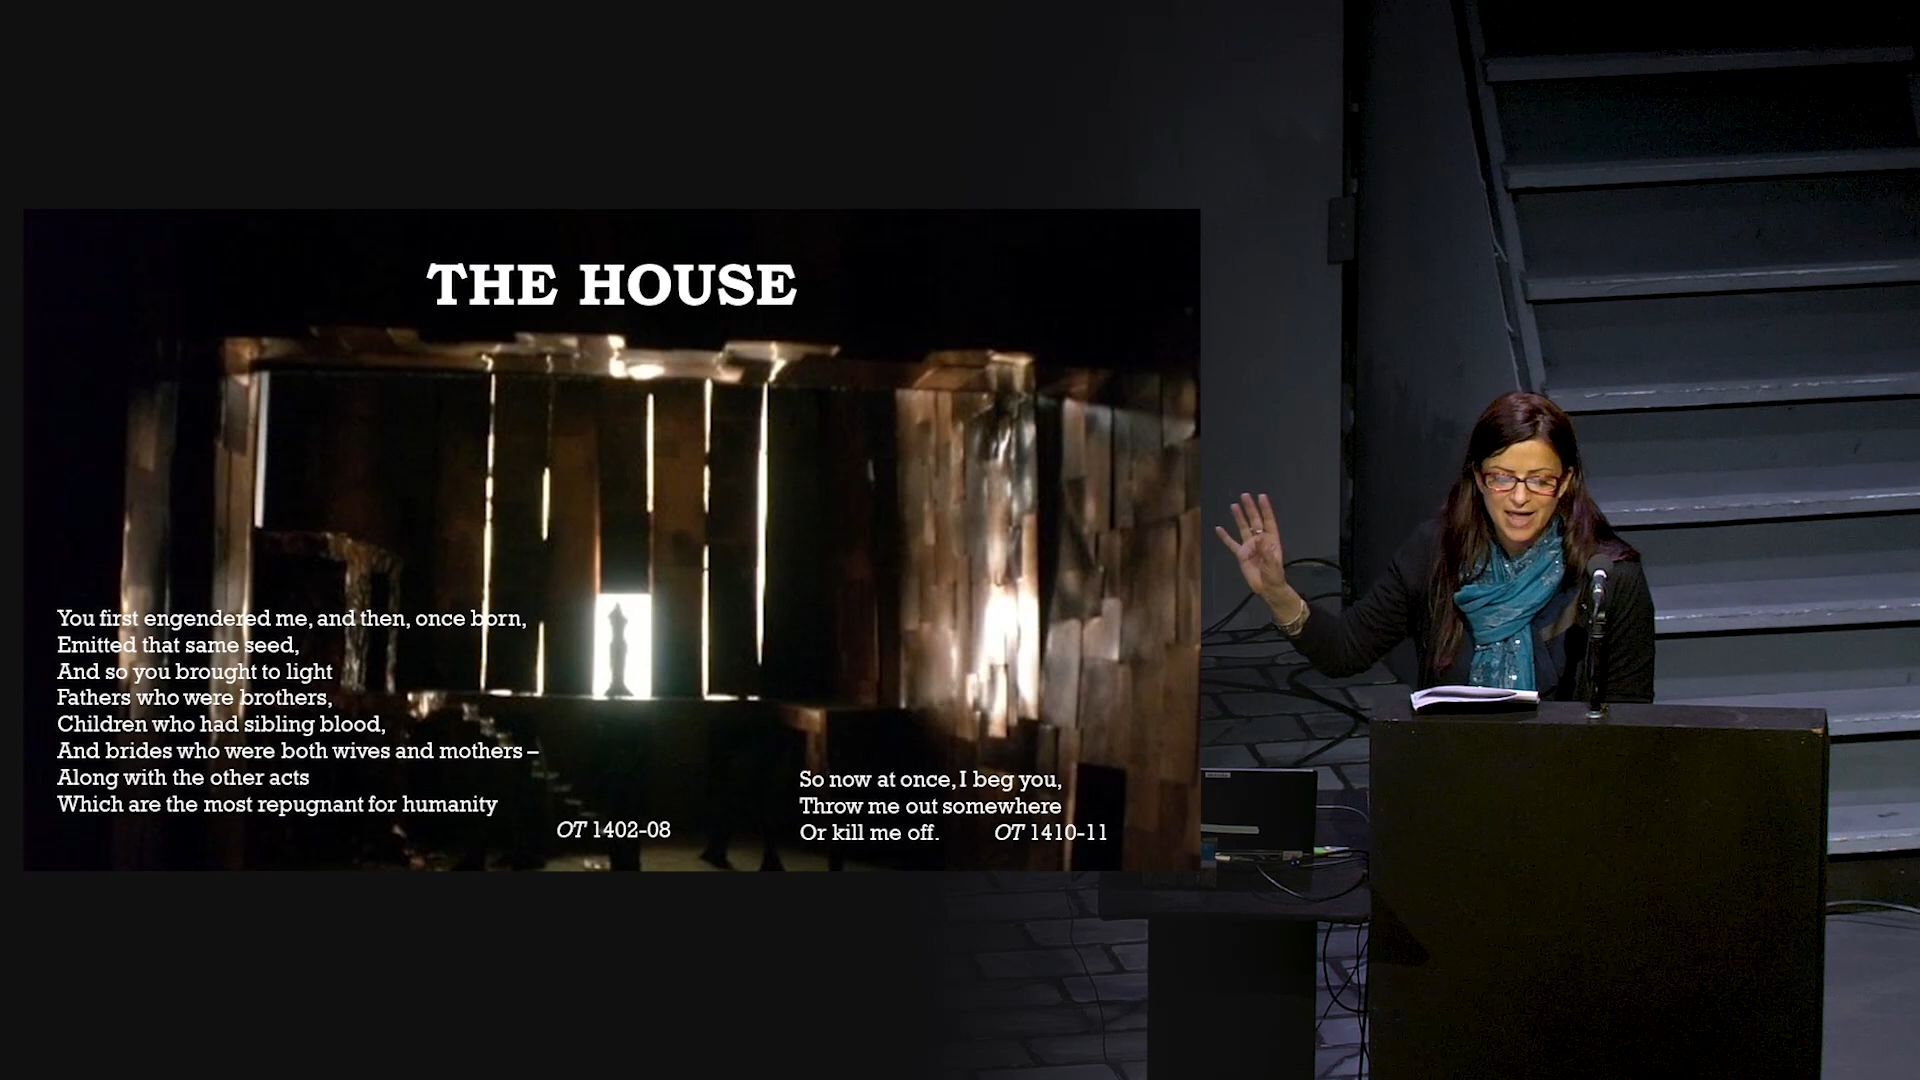 THE HOUSE
You first engendered me, and then, once born,
Emitted that same seed,
And so you brought to light
Fathers who were brothers,
Children who had sibling blood,
And brides who were both wives and mothers –
Along with the other acts
Which are the most repugnant for humanity
OT 1402-08
So now at once, I beg you,
Throw me out somewhere
Or kill me off. OT 1410-11